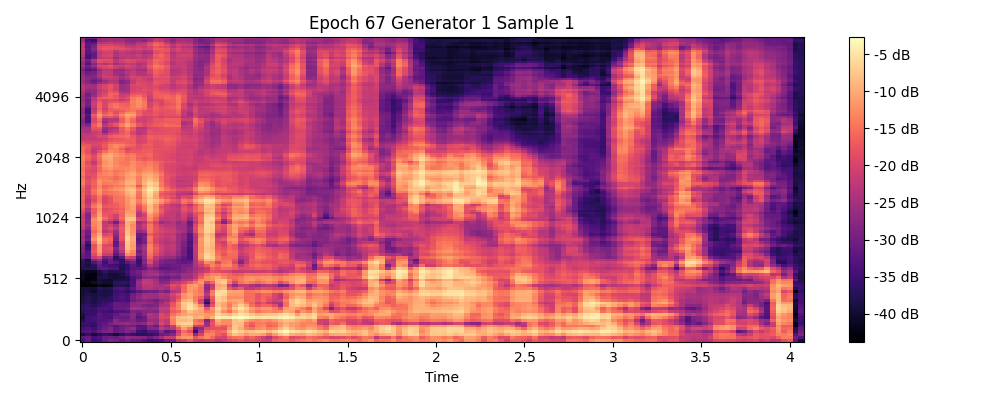 Epoch 67 Generator 1 Sample 1
Hz
4096
2048
1024
512
0
0 0.5 1 1.5 2 2.5 3 3.5 4
Time
-5 dB
-10 dB
-15 dB
-20 dB
-25 dB
-30 dB
-35 dB
-40 dB